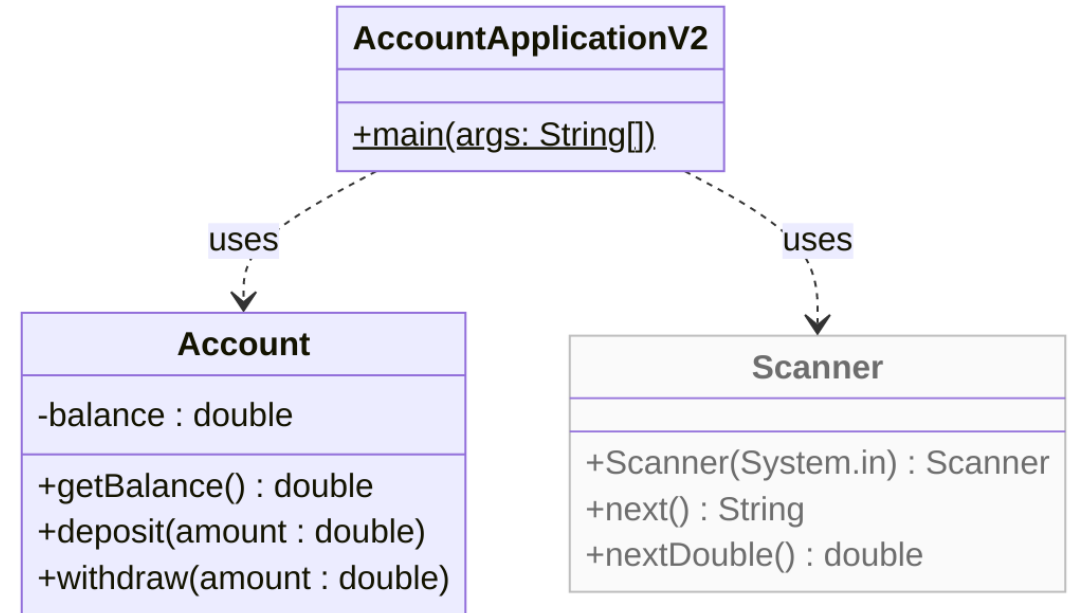 AccountApplicationV2
+main(args: String[])
uses
uses
Account
-balance : double
+getBalance() : double
+deposit(amount : double)
+withdraw(amount : double)
Scanner
+Scanner(System.in) : Scanner
+next() : String
+nextDouble() : double